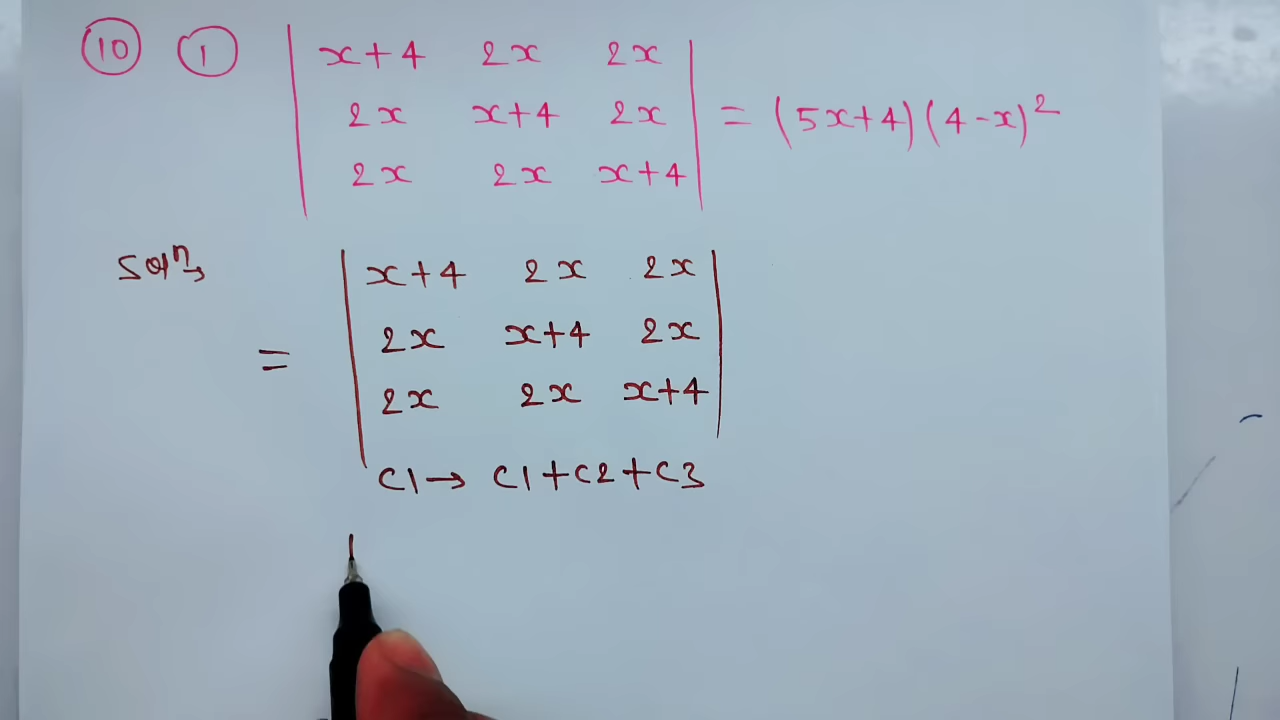 10 1 | x+4 2x 2x |
| 2x x+4 2x | = (5x+4)(4-x)²
| 2x 2x x+4 |
Solⁿ→ | x+4 2x 2x |
= | 2x x+4 2x |
| 2x 2x x+4 |
C1→ C1+C2+C3